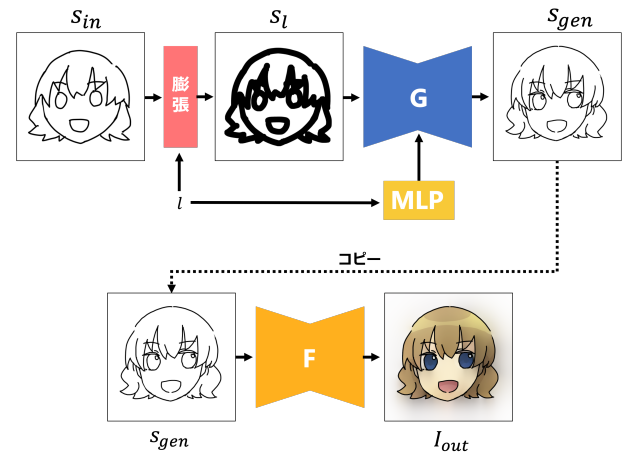 S_in
S_l
S_gen
膨張
G
l
MLP
コピー
F
S_gen
I_out